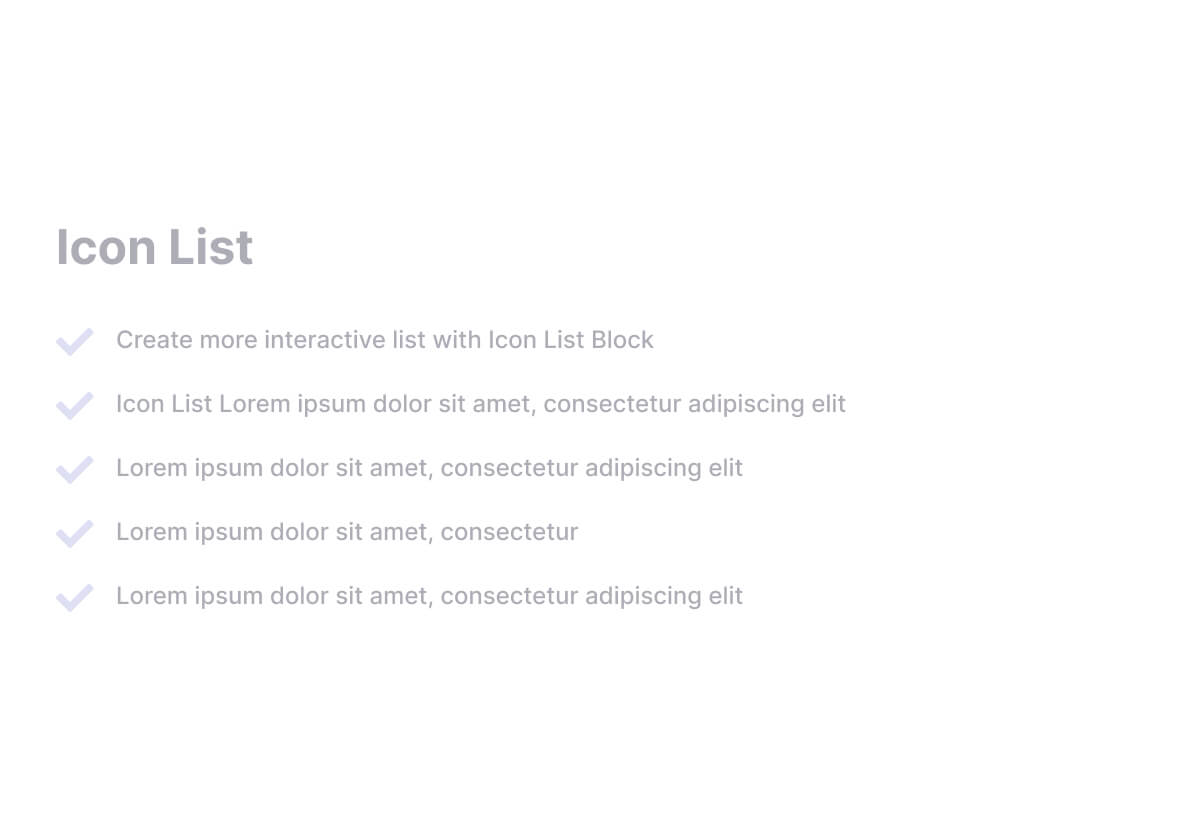 Icon List
Create more interactive list with Icon List Block
Icon List Lorem ipsum dolor sit amet, consectetur adipiscing elit
Lorem ipsum dolor sit amet, consectetur adipiscing elit
Lorem ipsum dolor sit amet, consectetur
Lorem ipsum dolor sit amet, consectetur adipiscing elit